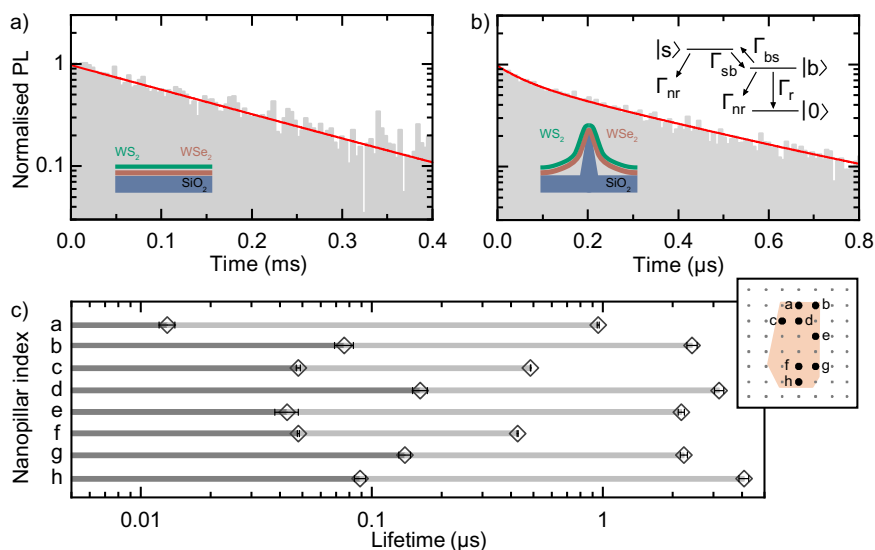 a)
Normalised PL
1
0.1
WS₂
WSe₂
SiO₂
0.0 0.1 0.2 0.3 0.4
Time (ms)
b)
|s>
Γbs
Γsb
|b>
Γnr
Γnr
Γr
|0>
WS₂
WSe₂
SiO₂
0.0 0.2 0.4 0.6 0.8
Time (µs)
c)
Nanopillar index
a
b
c
d
e
f
g
h
0.01 0.1 1
Lifetime (µs)
a b
c d
e
f g
h